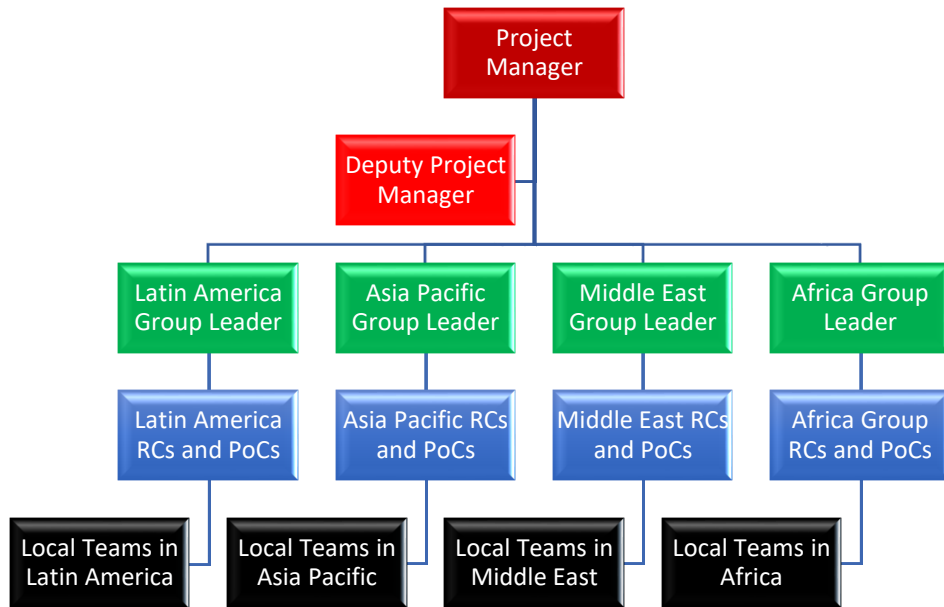 Project
Manager
Deputy Project
Manager
Latin America
Group Leader
Asia Pacific
Group Leader
Middle East
Group Leader
Africa Group
Leader
Latin America
RCs and PoCs
Asia Pacific RCs
and PoCs
Middle East RCs
and PoCs
Africa Group
RCs and PoCs
Local Teams in
Latin America
Local Teams in
Asia Pacific
Local Teams in
Middle East
Local Teams in
Africa